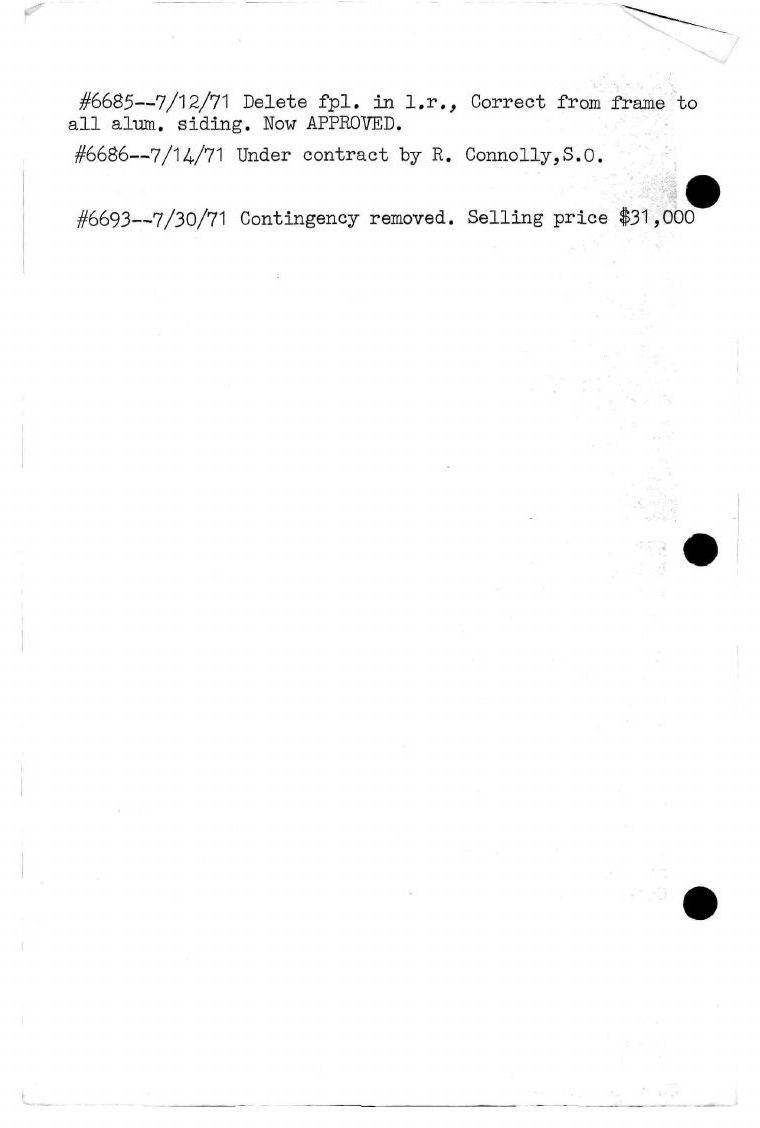 #6685--7/12/71 Delete fpl. in l.r., Correct from frame to
all alum. siding. Now APPROVED.
#6686--7/14/71 Under contract by R. Connolly,S.O.
#6693--7/30/71 Contingency removed. Selling price $31,000